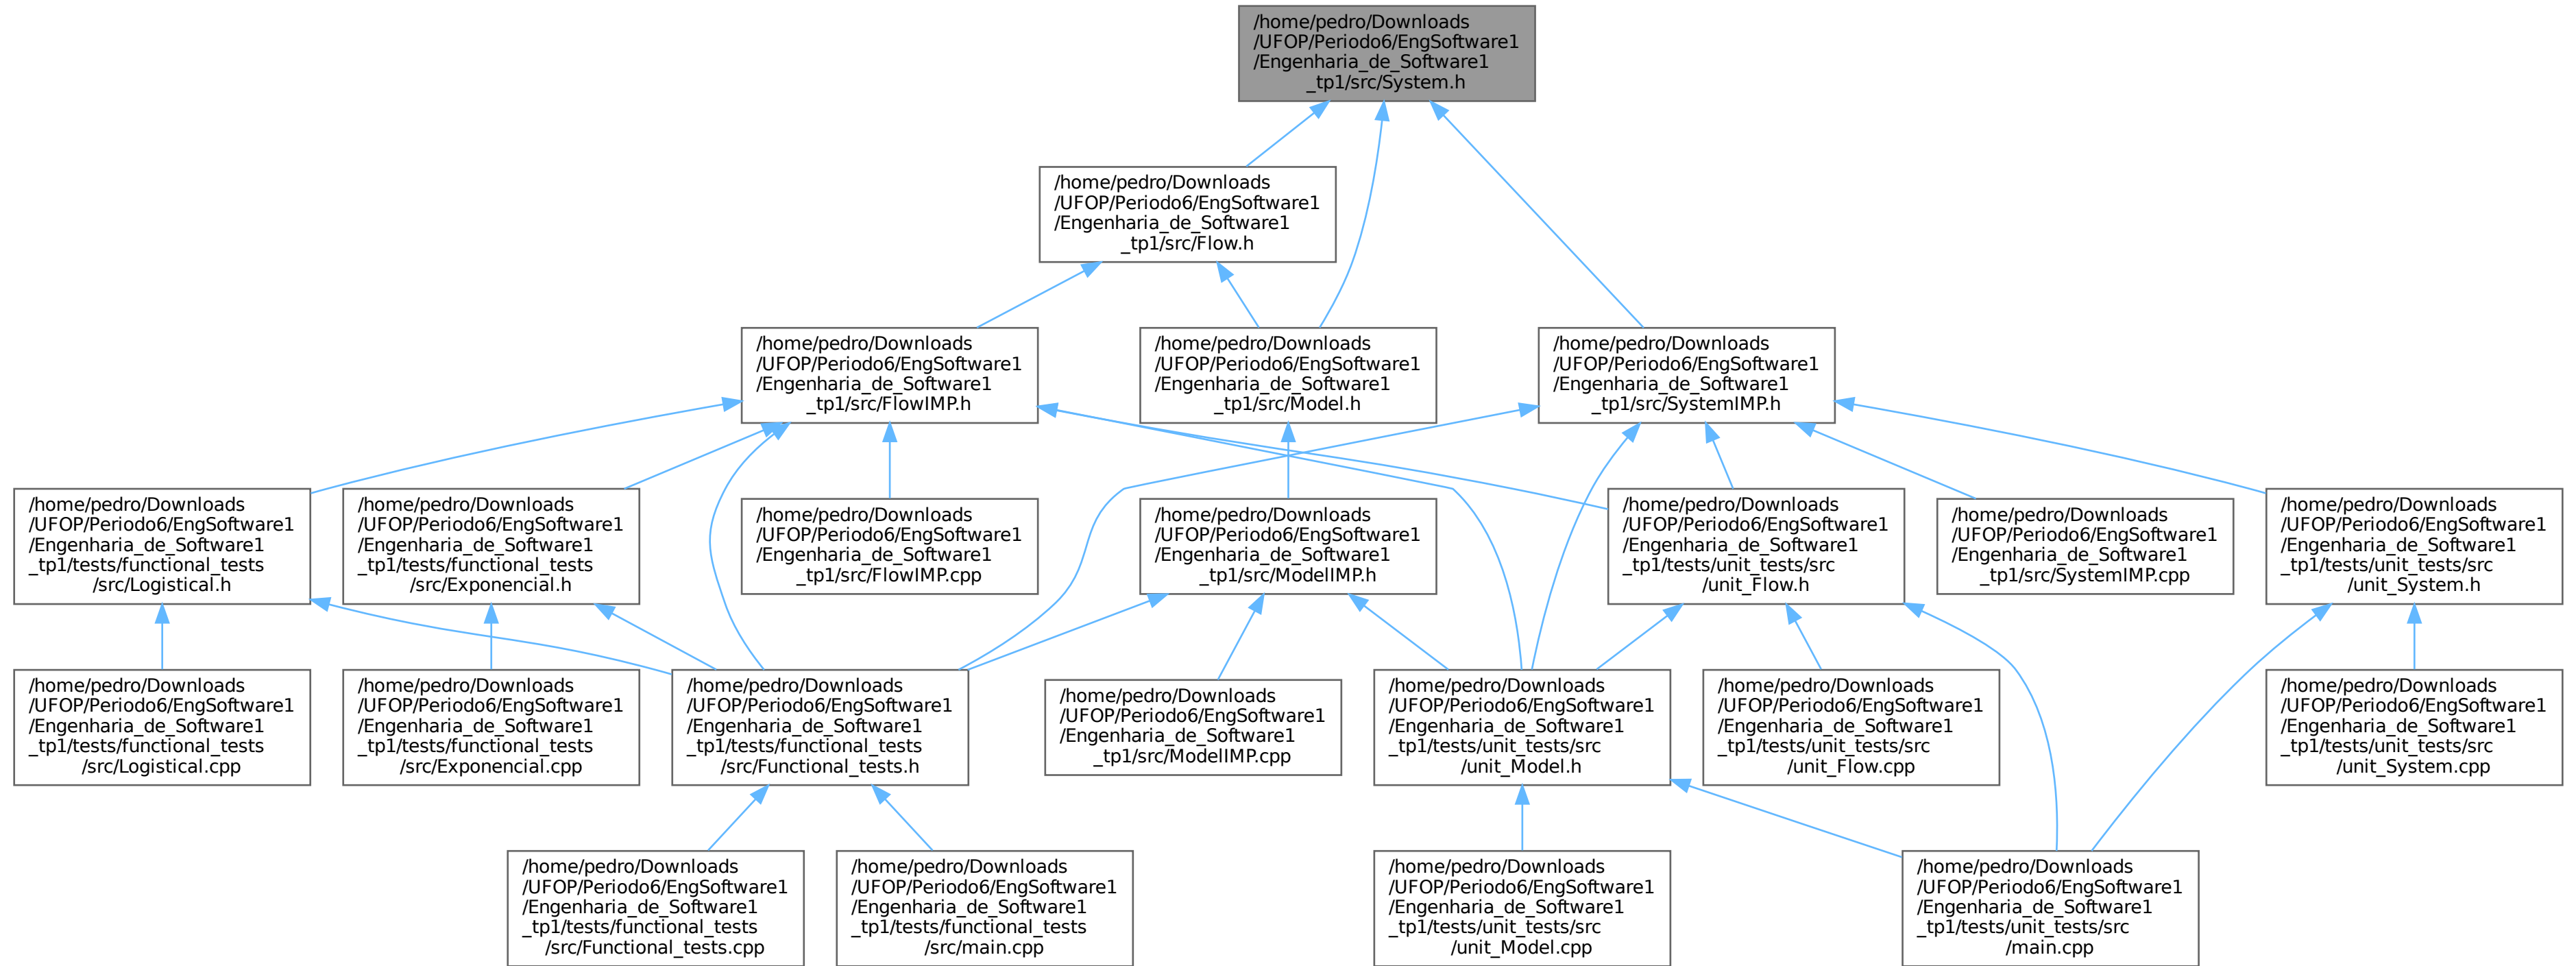 /home/pedro/Downloads
/UFOP/Periodo6/EngSoftware1
/Engenharia_de_Software1
_tp1/src/System.h
/home/pedro/Downloads
/UFOP/Periodo6/EngSoftware1
/Engenharia_de_Software1
_tp1/src/Flow.h
/home/pedro/Downloads
/UFOP/Periodo6/EngSoftware1
/Engenharia_de_Software1
_tp1/src/FlowIMP.h
/home/pedro/Downloads
/UFOP/Periodo6/EngSoftware1
/Engenharia_de_Software1
_tp1/src/Model.h
/home/pedro/Downloads
/UFOP/Periodo6/EngSoftware1
/Engenharia_de_Software1
_tp1/src/SystemIMP.h
/home/pedro/Downloads
/UFOP/Periodo6/EngSoftware1
/Engenharia_de_Software1
_tp1/tests/functional_tests
/src/Logistical.h
/home/pedro/Downloads
/UFOP/Periodo6/EngSoftware1
/Engenharia_de_Software1
_tp1/tests/functional_tests
/src/Exponencial.h
/home/pedro/Downloads
/UFOP/Periodo6/EngSoftware1
/Engenharia_de_Software1
_tp1/src/FlowIMP.cpp
/home/pedro/Downloads
/UFOP/Periodo6/EngSoftware1
/Engenharia_de_Software1
_tp1/src/ModelIMP.h
/home/pedro/Downloads
/UFOP/Periodo6/EngSoftware1
/Engenharia_de_Software1
_tp1/tests/unit_tests/src
/unit_Flow.h
/home/pedro/Downloads
/UFOP/Periodo6/EngSoftware1
/Engenharia_de_Software1
_tp1/src/SystemIMP.cpp
/home/pedro/Downloads
/UFOP/Periodo6/EngSoftware1
/Engenharia_de_Software1
_tp1/tests/unit_tests/src
/unit_System.h
/home/pedro/Downloads
/UFOP/Periodo6/EngSoftware1
/Engenharia_de_Software1
_tp1/tests/functional_tests
/src/Logistical.cpp
/home/pedro/Downloads
/UFOP/Periodo6/EngSoftware1
/Engenharia_de_Software1
_tp1/tests/functional_tests
/src/Exponencial.cpp
/home/pedro/Downloads
/UFOP/Periodo6/EngSoftware1
/Engenharia_de_Software1
_tp1/tests/functional_tests
/src/Functional_tests.h
/home/pedro/Downloads
/UFOP/Periodo6/EngSoftware1
/Engenharia_de_Software1
_tp1/src/ModelIMP.cpp
/home/pedro/Downloads
/UFOP/Periodo6/EngSoftware1
/Engenharia_de_Software1
_tp1/tests/unit_tests/src
/unit_Model.h
/home/pedro/Downloads
/UFOP/Periodo6/EngSoftware1
/Engenharia_de_Software1
_tp1/tests/unit_tests/src
/unit_Flow.cpp
/home/pedro/Downloads
/UFOP/Periodo6/EngSoftware1
/Engenharia_de_Software1
_tp1/tests/unit_tests/src
/unit_System.cpp
/home/pedro/Downloads
/UFOP/Periodo6/EngSoftware1
/Engenharia_de_Software1
_tp1/tests/functional_tests
/src/Functional_tests.cpp
/home/pedro/Downloads
/UFOP/Periodo6/EngSoftware1
/Engenharia_de_Software1
_tp1/tests/functional_tests
/src/main.cpp
/home/pedro/Downloads
/UFOP/Periodo6/EngSoftware1
/Engenharia_de_Software1
_tp1/tests/unit_tests/src
/unit_Model.cpp
/home/pedro/Downloads
/UFOP/Periodo6/EngSoftware1
/Engenharia_de_Software1
_tp1/tests/unit_tests/src
/main.cpp